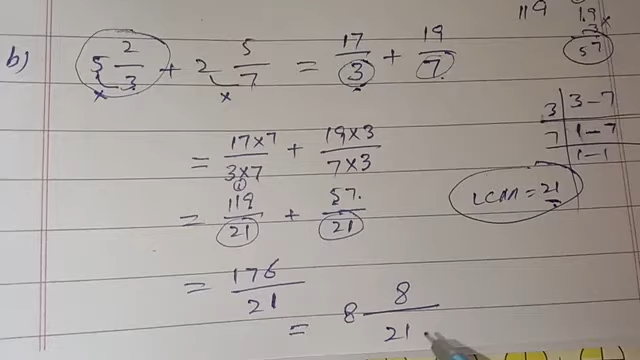 119
19
3 ×
57
b) 5 2/3 + 2 5/7 = 17/3 + 19/7
× ×
3 | 3 - 7
7 | 1 - 7
1 - 1
= 17×7/3×7 + 19×3/7×3
LCM = 21
= 119/21 + 57/21
= 176/21
= 8 8/21